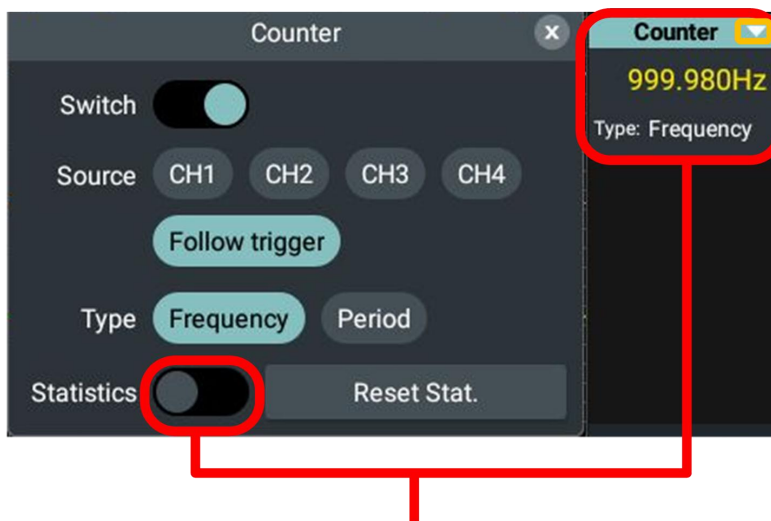 Counter x
Switch
Source CH1 CH2 CH3 CH4
Follow trigger
Type Frequency Period
Statistics Reset Stat.
Counter
999.980Hz
Type: Frequency